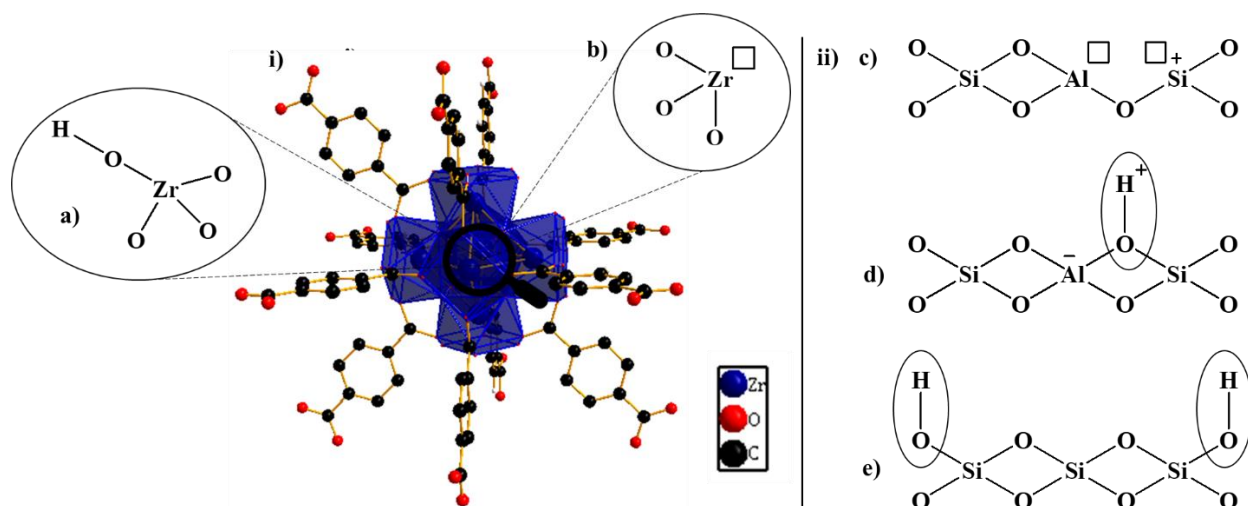 i)
a)
H
O
Zr O
O O
b)
O
Zr
O
O
Zr
O
C
ii) c)
O O O
Si Al Si +
O O O O
d)
H +
O O O O
Si Al − Si
O O O O
e)
H H
O O O O
Si Si Si
O O O O